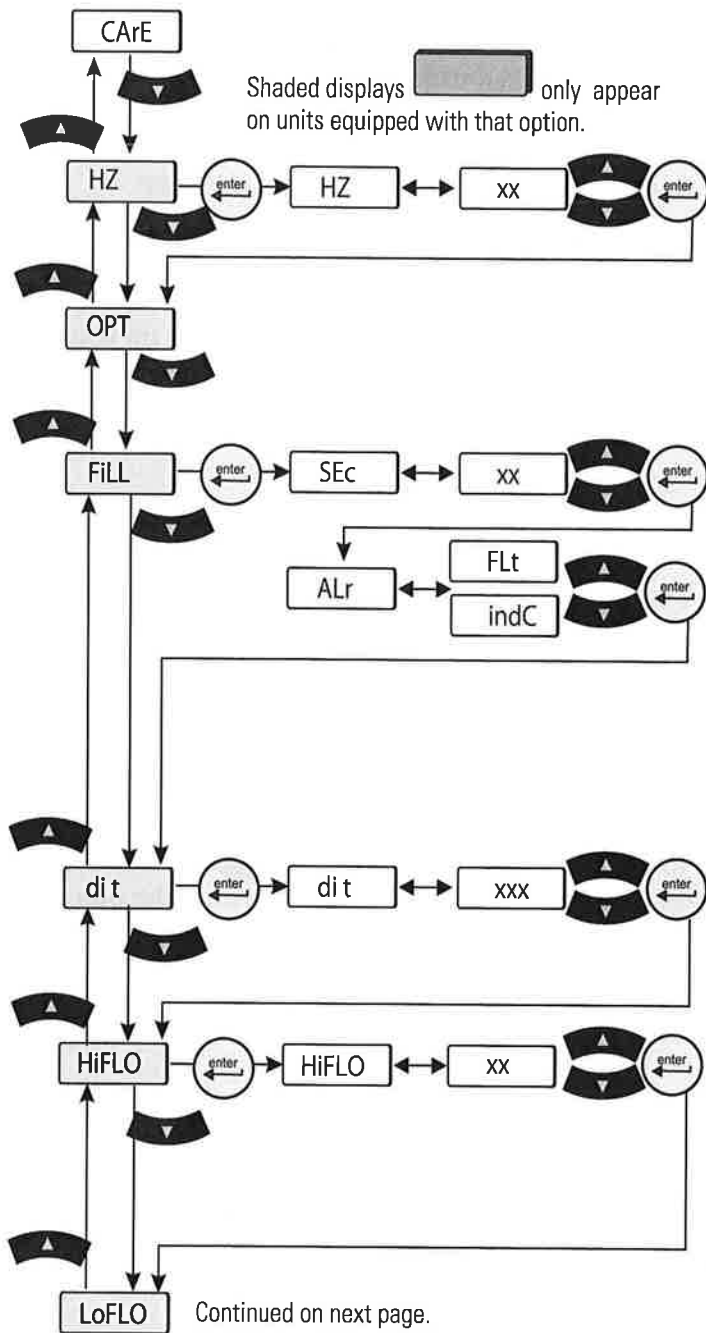 CArE
Shaded displays only appear
on units equipped with that option.
HZ enter HZ xx enter
OPT
FiLL enter SEc xx enter
FLt
ALr enter
indC
di t enter di t xxx enter
HiFLO enter HiFLO xx enter
LoFLO Continued on next page.